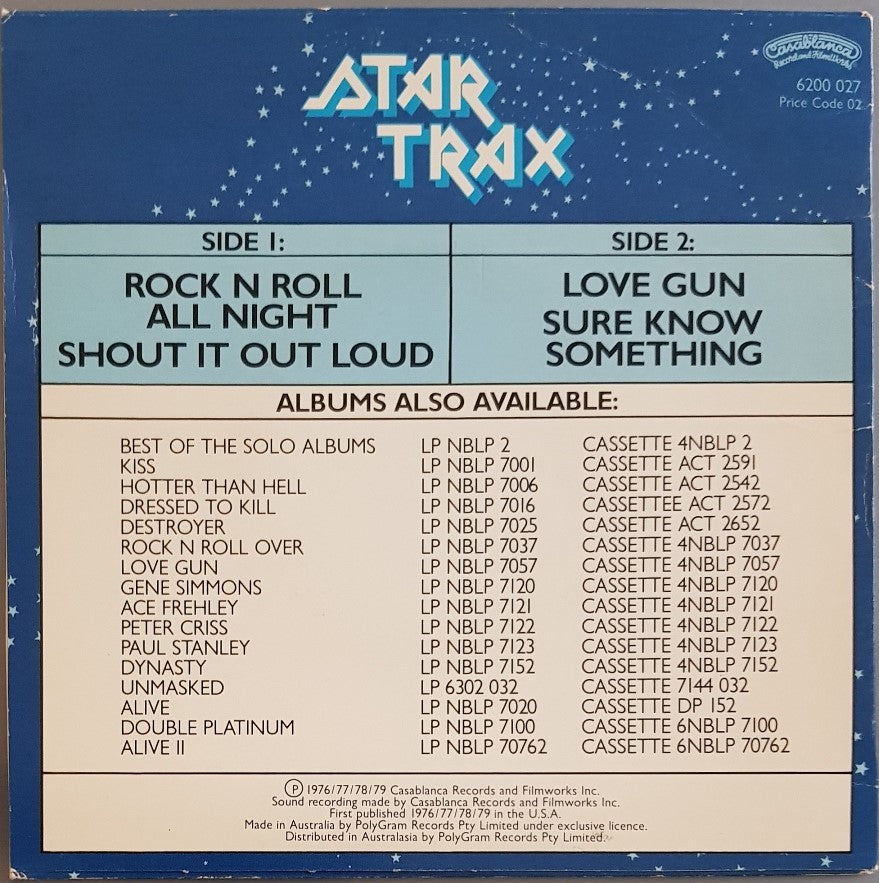 STAR
TRAX
Casablanca
Record and FilmWorks
6200 027
Price Code 02
SIDE 1:
ROCK N ROLL
ALL NIGHT
SHOUT IT OUT LOUD
SIDE 2:
LOVE GUN
SURE KNOW
SOMETHING
ALBUMS ALSO AVAILABLE:
BEST OF THE SOLO ALBUMS LP NBLP 2 CASSETTE 4NBLP 2
KISS LP NBLP 7001 CASSETTE ACT 2591
HOTTER THAN HELL LP NBLP 7006 CASSETTE ACT 2542
DRESSED TO KILL LP NBLP 7016 CASSETTEE ACT 2572
DESTROYER LP NBLP 7025 CASSETTE ACT 2652
ROCK N ROLL OVER LP NBLP 7037 CASSETTE 4NBLP 7037
LOVE GUN LP NBLP 7057 CASSETTE 4NBLP 7057
GENE SIMMONS LP NBLP 7120 CASSETTE 4NBLP 7120
ACE FREHLEY LP NBLP 7121 CASSETTE 4NBLP 7121
PETER CRISS LP NBLP 7122 CASSETTE 4NBLP 7122
PAUL STANLEY LP NBLP 7123 CASSETTE 4NBLP 7123
DYNASTY LP NBLP 7152 CASSETTE 4NBLP 7152
UNMASKED LP 6302 032 CASSETTE 7144 032
ALIVE LP NBLP 7020 CASSETTE DP 152
DOUBLE PLATINUM LP NBLP 7100 CASSETTE 6NBLP 7100
ALIVE II LP NBLP 70762 CASSETTE 6NBLP 70762
Ⓟ 1976/77/78/79 Casablanca Records and Filmworks Inc.
Sound recording made by Casablanca Records and Filmworks Inc.
First published 1976/77/78/79 in the U.S.A.
Made in Australia by PolyGram Records Pty Limited under exclusive licence.
Distributed in Australasia by PolyGram Records Pty Limited.